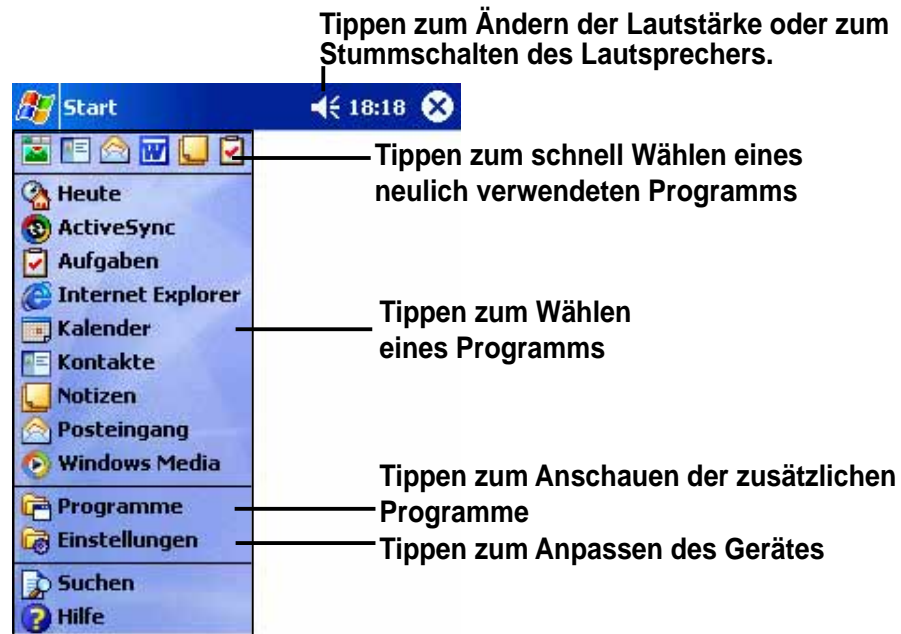 Tippen zum Ändern der Lautstärke oder zum
Stummschalten des Lautsprechers.
Start
18:18
Tippen zum schnell Wählen eines
neulich verwendeten Programms
Heute
ActiveSync
Aufgaben
Internet Explorer
Kalender
Kontakte
Notizen
Posteingang
Windows Media
Tippen zum Wählen
eines Programms
Programme
Einstellungen
Tippen zum Anschauen der zusätzlichen
Programme
Tippen zum Anpassen des Gerätes
Suchen
Hilfe